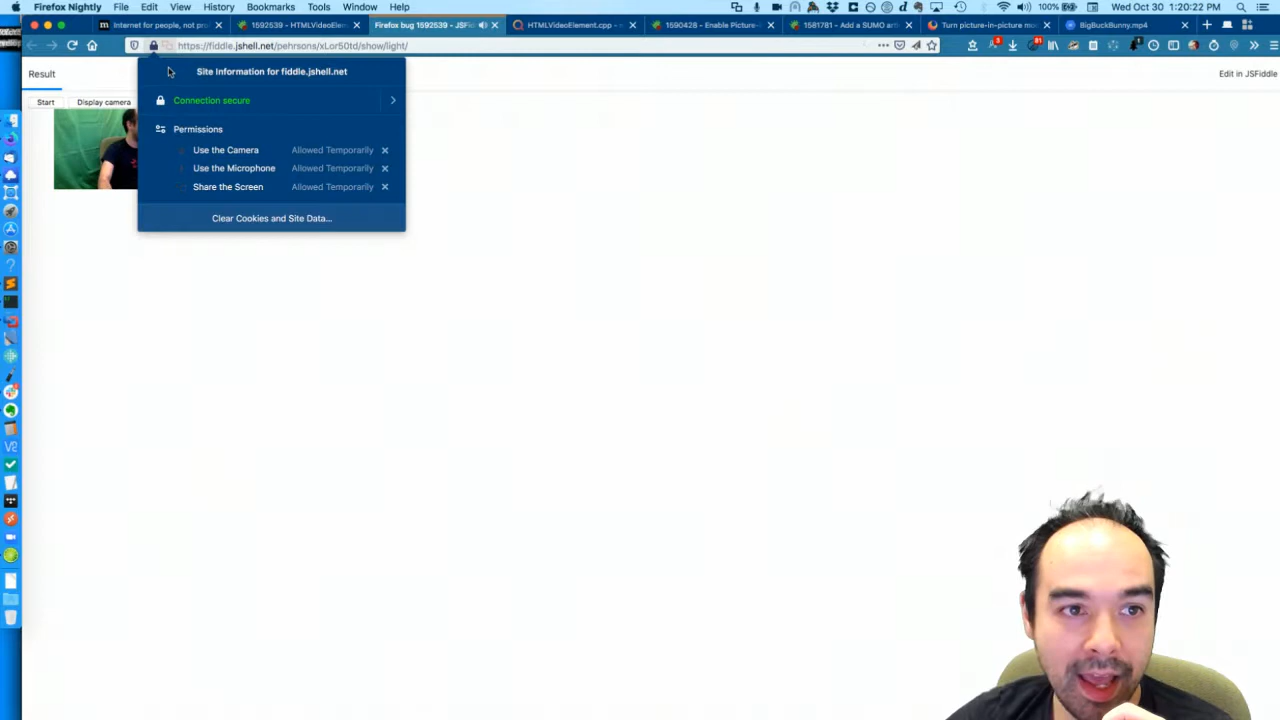 Firefox Nightly File Edit View History Bookmarks Tools Window Help 100% Wed Oct 30 1:20:22 PM
Internet for people, not pro
1592539 - HTMLVideoElem
Firefox bug 1592539 - JSFi
HTMLVideoElement.cpp - m
1590428 - Enable Picture-i
1581781 - Add a SUMO arti
Turn picture-in-picture mo
BigBuckBunny.mp4
https://fiddle.jshell.net/pehrsons/xLor50td/show/light/
Result
Edit in JSFiddle
Start
Display camera
Site Information for fiddle.jshell.net
Connection secure
Permissions
Use the Camera Allowed Temporarily
Use the Microphone Allowed Temporarily
Share the Screen Allowed Temporarily
Clear Cookies and Site Data...